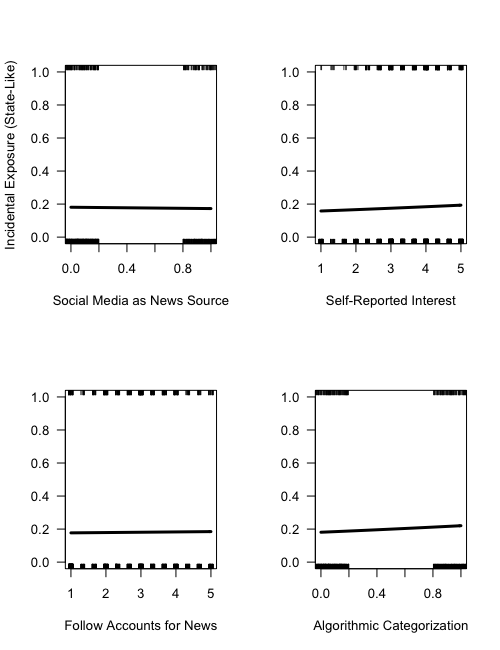 Incidental Exposure (State-Like)
1.0 1.0
0.8 0.8
0.6 0.6
0.4 0.4
0.2 0.2
0.0 0.0
0.0 0.4 0.8 1 2 3 4 5
Social Media as News Source Self-Reported Interest
1.0 1.0
0.8 0.8
0.6 0.6
0.4 0.4
0.2 0.2
0.0 0.0
1 2 3 4 5 0.0 0.4 0.8
Follow Accounts for News Algorithmic Categorization